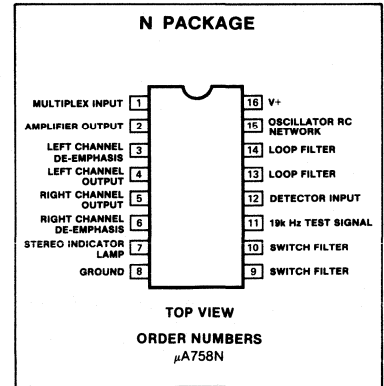 N PACKAGE
MULTIPLEX INPUT 1
AMPLIFIER OUTPUT 2
LEFT CHANNEL
DE-EMPHASIS 3
LEFT CHANNEL
OUTPUT 4
RIGHT CHANNEL
OUTPUT 5
RIGHT CHANNEL
DE-EMPHASIS 6
STEREO INDICATOR
LAMP 7
GROUND 8
16 V+
15 OSCILLATOR RC
NETWORK
14 LOOP FILTER
13 LOOP FILTER
12 DETECTOR INPUT
11 19k Hz TEST SIGNAL
10 SWITCH FILTER
9 SWITCH FILTER
TOP VIEW
ORDER NUMBERS
μA758N